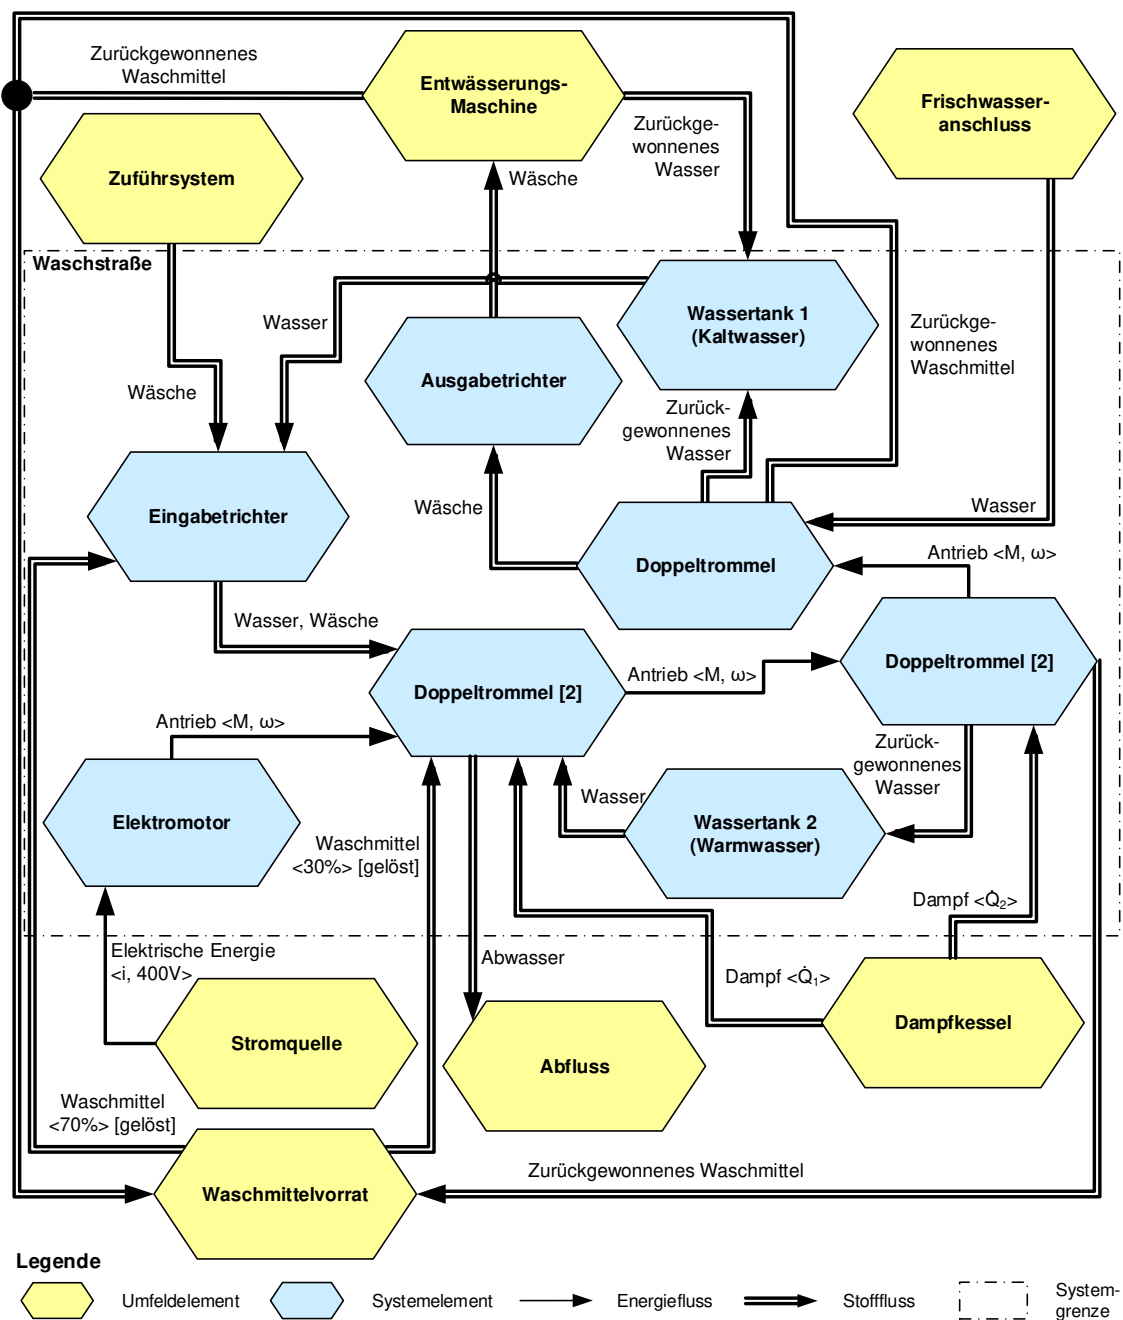 Zurückgewonnenes
Waschmittel
Entwässerungs-
Maschine
Zurückge-
wonnenes
Wasser
Frischwasser-
anschluss
Zuführsystem
Wäsche
Waschstraße
Wasser
Wassertank 1
(Kaltwasser)
Zurückge-
wonnenes
Waschmittel
Ausgabetrichter
Wäsche
Zurück-
gewonnenes
Wasser
Wäsche
Wasser
Eingabetrichter
Doppeltrommel
Antrieb <M, ω>
Wasser, Wäsche
Doppeltrommel [2]
Antrieb <M, ω>
Doppeltrommel [2]
Antrieb <M, ω>
Zurück-
gewonnenes
Wasser
Elektromotor
Wasser
Wassertank 2
(Warmwasser)
Waschmittel
<30%> [gelöst]
Dampf <Q̇₂>
Elektrische Energie
<i, 400V>
Abwasser
Dampf <Q̇₁>
Stromquelle
Abfluss
Dampfkessel
Waschmittel
<70%> [gelöst]
Zurückgewonnenes Waschmittel
Waschmittelvorrat
Legende
Umfeldelement
Systemelement
Energiefluss
Stofffluss
System-
grenze